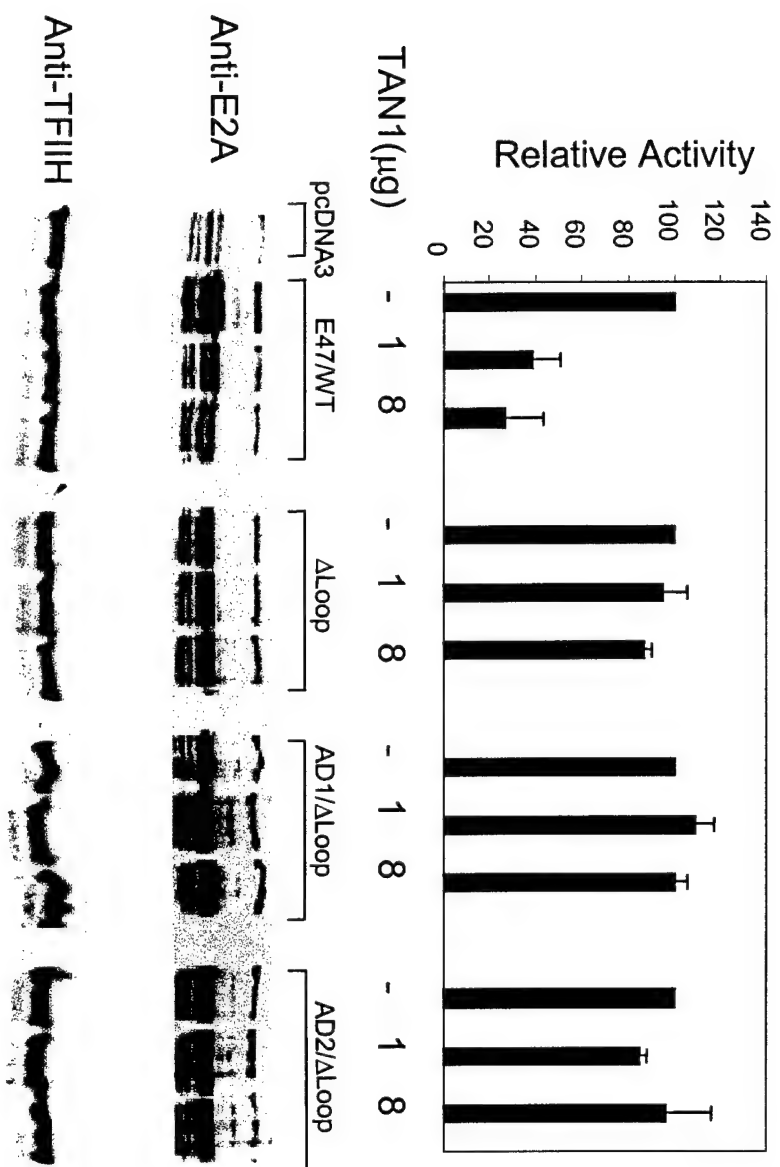 Relative Activity
140
120
100
80
60
40
20
0
TAN1(µg) - 1 8 - 1 8 - 1 8 - 1 8
pcDNA3 E47/WT ΔLoop AD1/ΔLoop AD2/ΔLoop
Anti-E2A
Anti-TFIIH